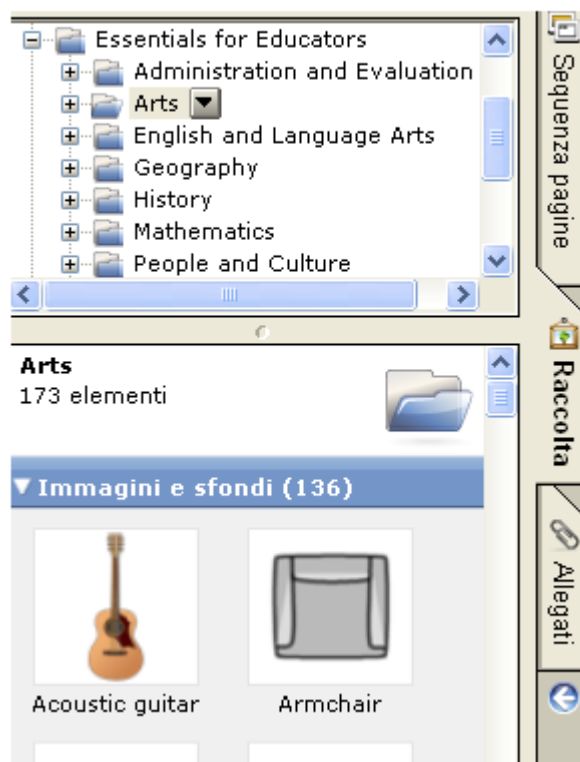 Essentials for Educators
Administration and Evaluation
Arts
English and Language Arts
Geography
History
Mathematics
People and Culture
Arts
173 elementi
Immagini e sfondi (136)
Acoustic guitar
Armchair
Sequenza pagine
Raccolta
Allegati